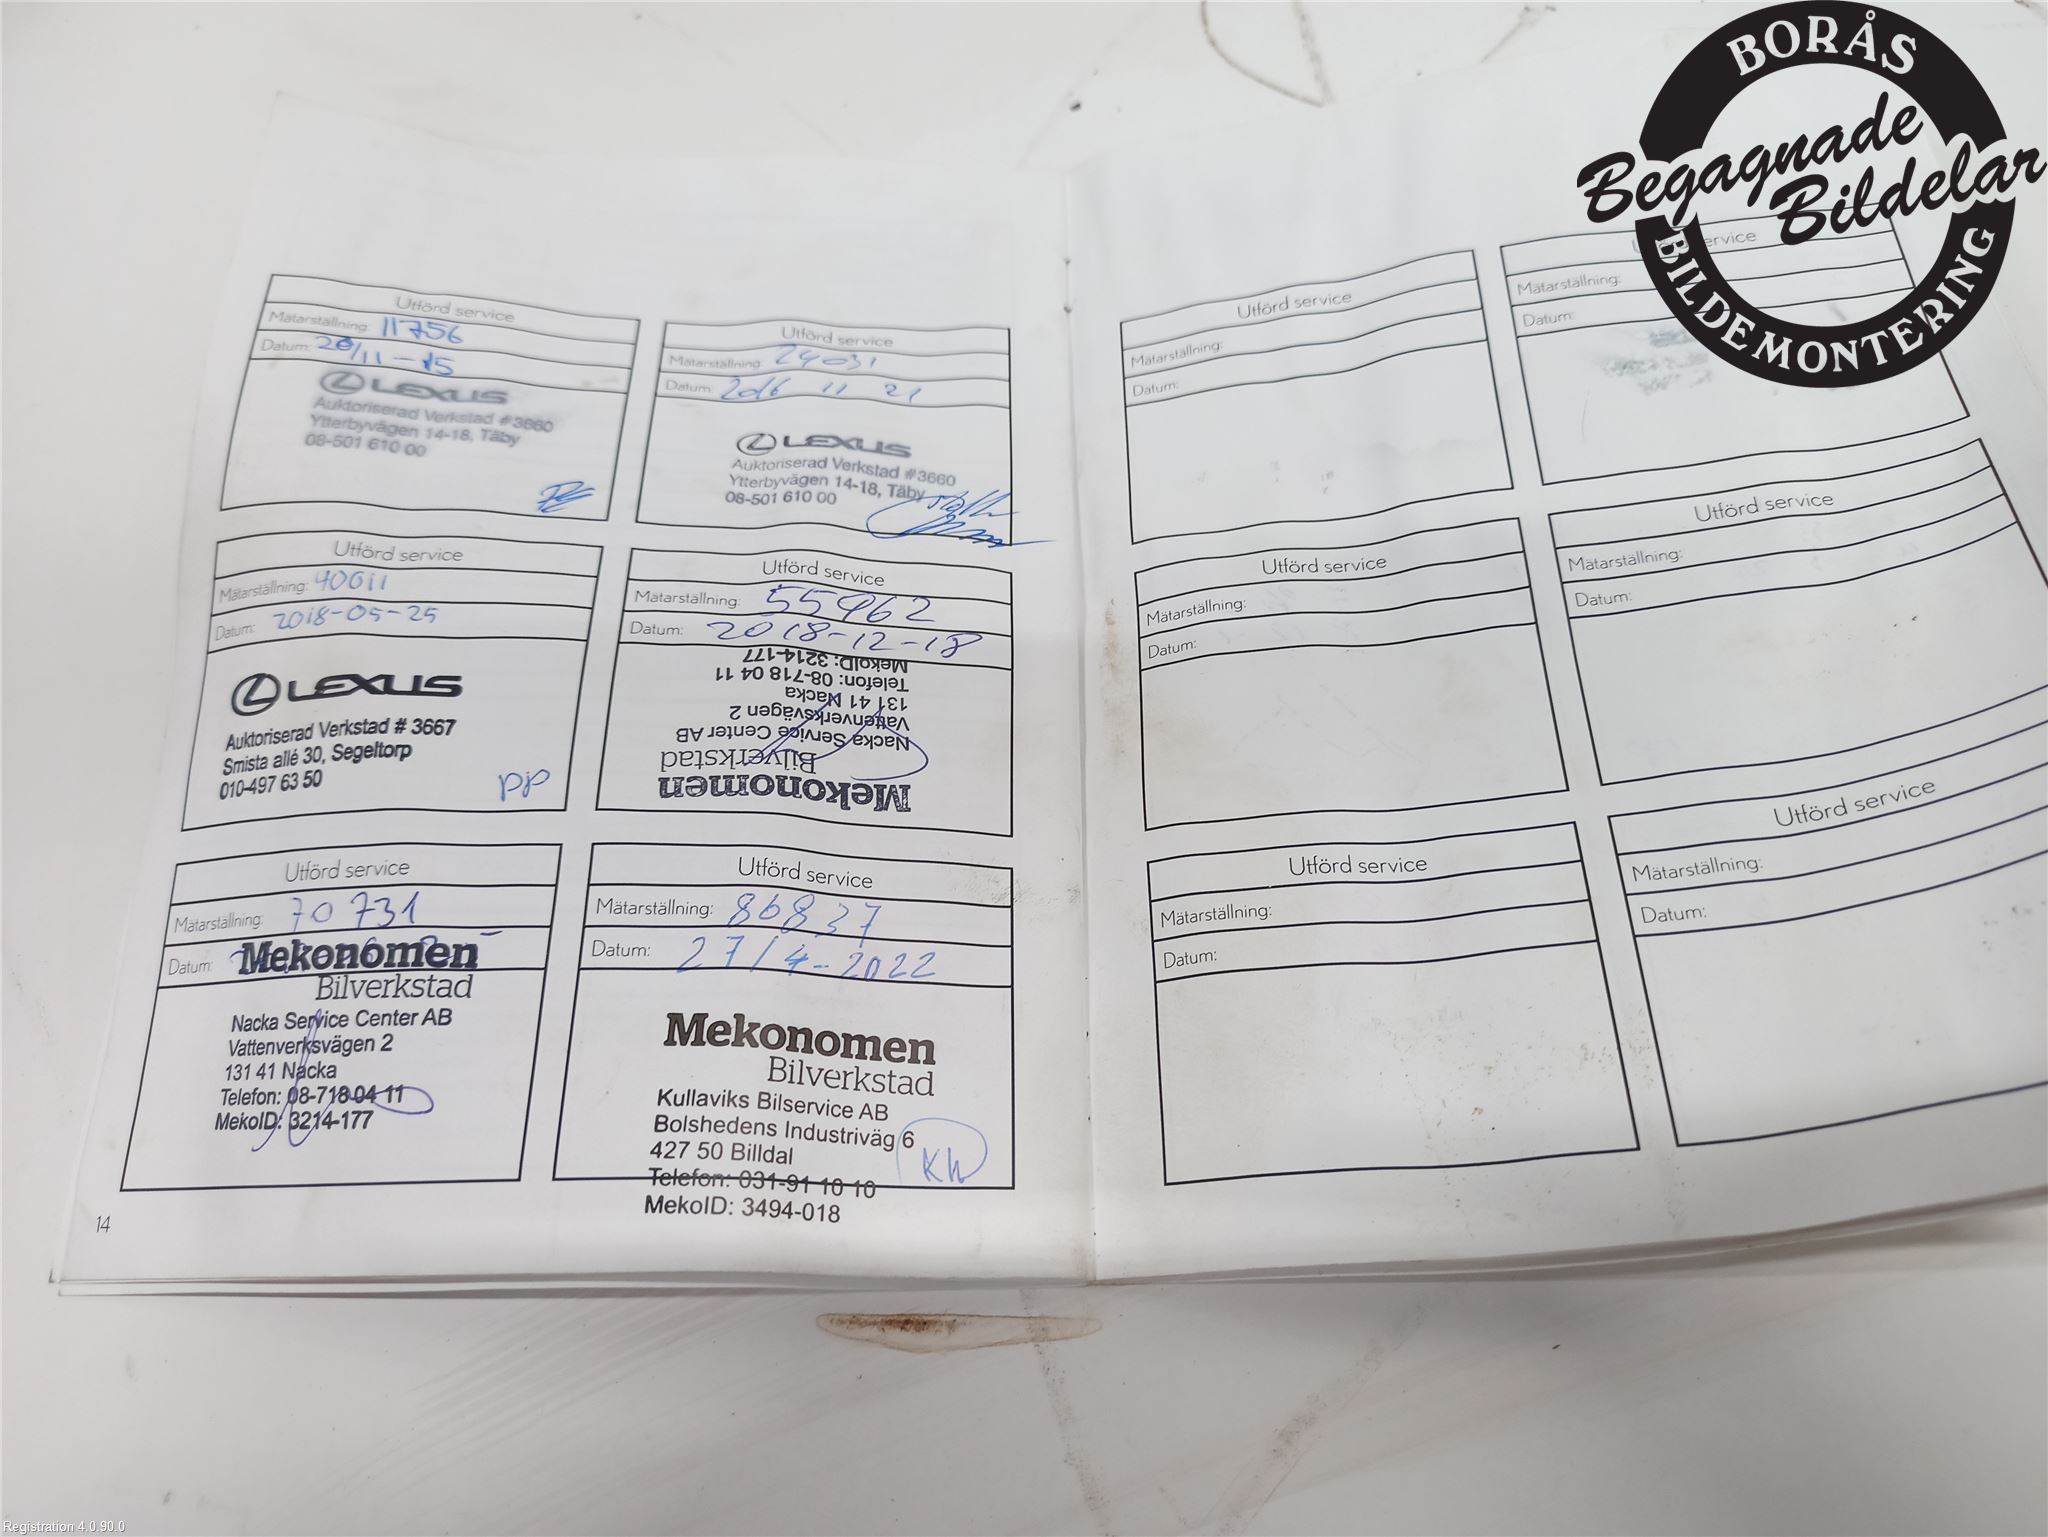 BORÅS
Begagnade
Bildelar
BILDEMONTERING
Utförd service
Mätarställning: 11756
Datum: 20/11-15
LEXUS
Auktoriserad Verkstad #3660
Ytterbyvägen 14-18, Täby
08-501 610 00
Utförd service
Mätarställning: 24031
Datum: 2016 11 21
LEXUS
Auktoriserad Verkstad #3660
Ytterbyvägen 14-18, Täby
08-501 610 00
Utförd service
Mätarställning: 40011
Datum: 2018-05-25
LEXUS
Auktoriserad Verkstad # 3667
Smista allé 30, Segeltorp
010-497 63 50
PP
Utförd service
Mätarställning: 55962
Datum: 2018-12-18
Mekonomen
Bilverkstad
Nacka Service Center AB
Vattenverksvägen 2
131 41 Nacka
Telefon: 08-718 04 11
MekoID: 3214-177
Utförd service
Mätarställning: 70731
Datum:
Mekonomen
Bilverkstad
Nacka Service Center AB
Vattenverksvägen 2
131 41 Nacka
Telefon: 08-718 04 11
MekoID: 3214-177
Utförd service
Mätarställning: 86837
Datum: 27/4-2022
Mekonomen
Bilverkstad
Kullaviks Bilservice AB
Bolshedens Industriväg 6
427 50 Billdal
Telefon: 031-91 10 10
MekoID: 3494-018
14
Utförd service
Mätarställning:
Datum:
Utförd service
Mätarställning:
Datum:
Utförd service
Mätarställning:
Datum:
Utförd service
Mätarställning:
Datum:
Utförd service
Mätarställning:
Datum:
Utförd service
Mätarställning:
Datum:
Registration 4.0.90.0